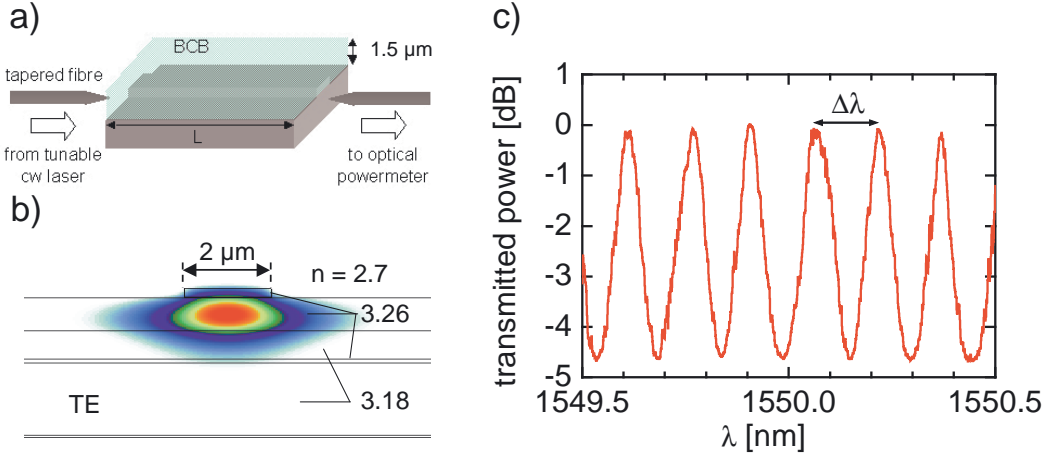 a)
BCB
1.5 µm
tapered fibre
L
from tunable
cw laser
to optical
powermeter
b)
2 µm
n = 2.7
3.26
3.18
TE
c)
transmitted power [dB]
1
0
-1
-2
-3
-4
-5
Δλ
1549.5
1550.0
1550.5
λ [nm]